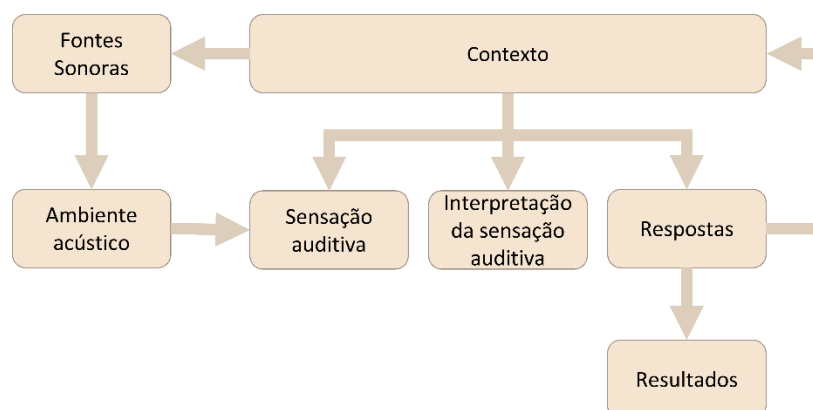 Fontes
Sonoras
Contexto
Ambiente
acústico
Sensação
auditiva
Interpretação
da sensação
auditiva
Respostas
Resultados